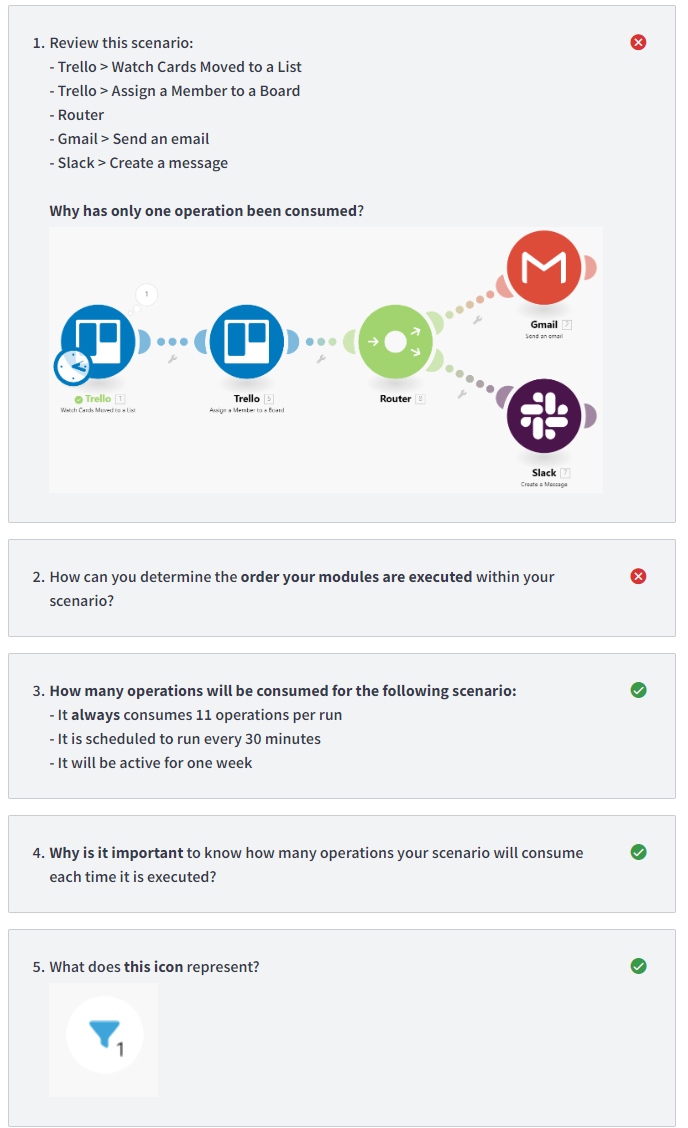 1. Review this scenario:
- Trello > Watch Cards Moved to a List
- Trello > Assign a Member to a Board
- Router
- Gmail > Send an email
- Slack > Create a message
Why has only one operation been consumed?
1
Gmail 7
Send an email
Trello 1
Watch Cards Moved to a List
Trello 5
Assign a Member to a Board
Router
Slack 7
Create a Message
2. How can you determine the order your modules are executed within your
scenario?
3. How many operations will be consumed for the following scenario:
- It always consumes 11 operations per run
- It is scheduled to run every 30 minutes
- It will be active for one week
4. Why is it important to know how many operations your scenario will consume
each time it is executed?
5. What does this icon represent?
1